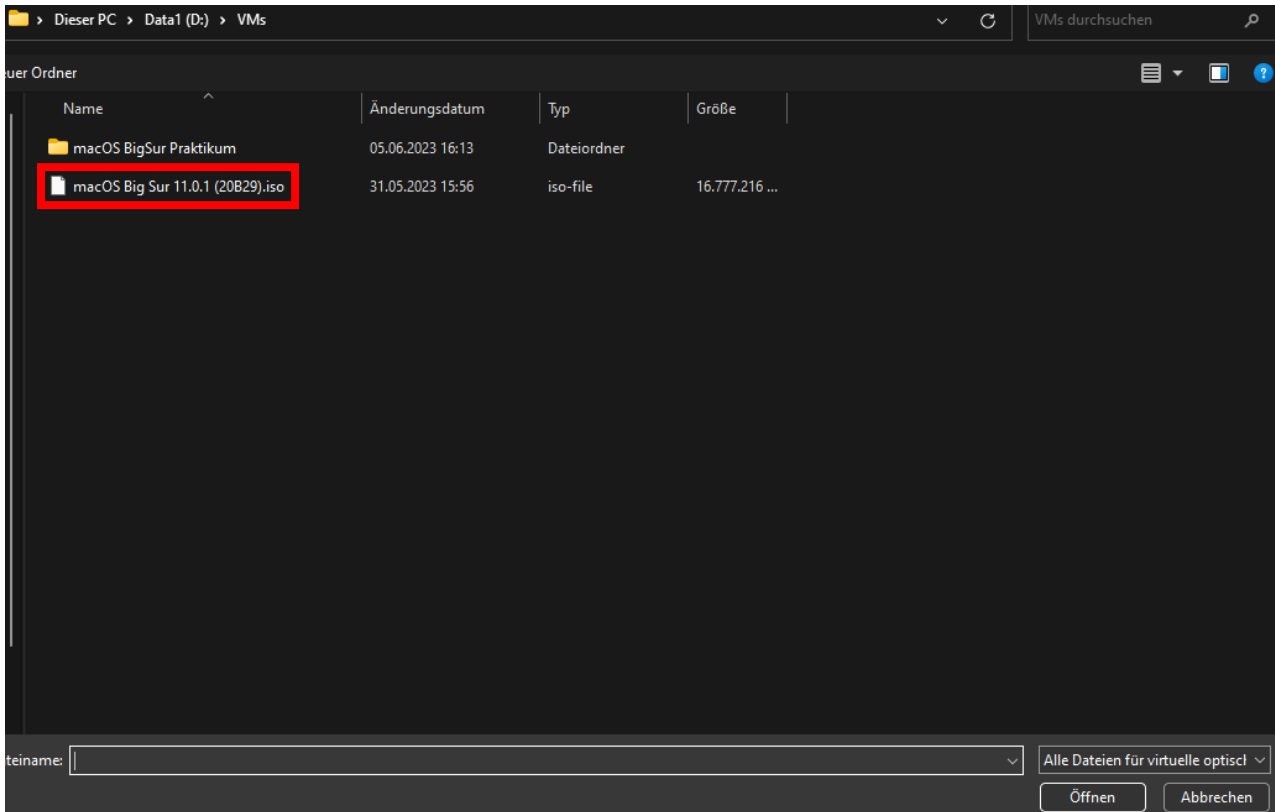 Dieser PC > Data1 (D:) > VMs VMs durchsuchen
euer Ordner
Name Änderungsdatum Typ Größe
macOS BigSur Praktikum 05.06.2023 16:13 Dateiordner
macOS Big Sur 11.0.1 (20B29).iso 31.05.2023 15:56 iso-file 16.777.216 ...
teiname: Alle Dateien für virtuelle optiscl
Öffnen Abbrechen